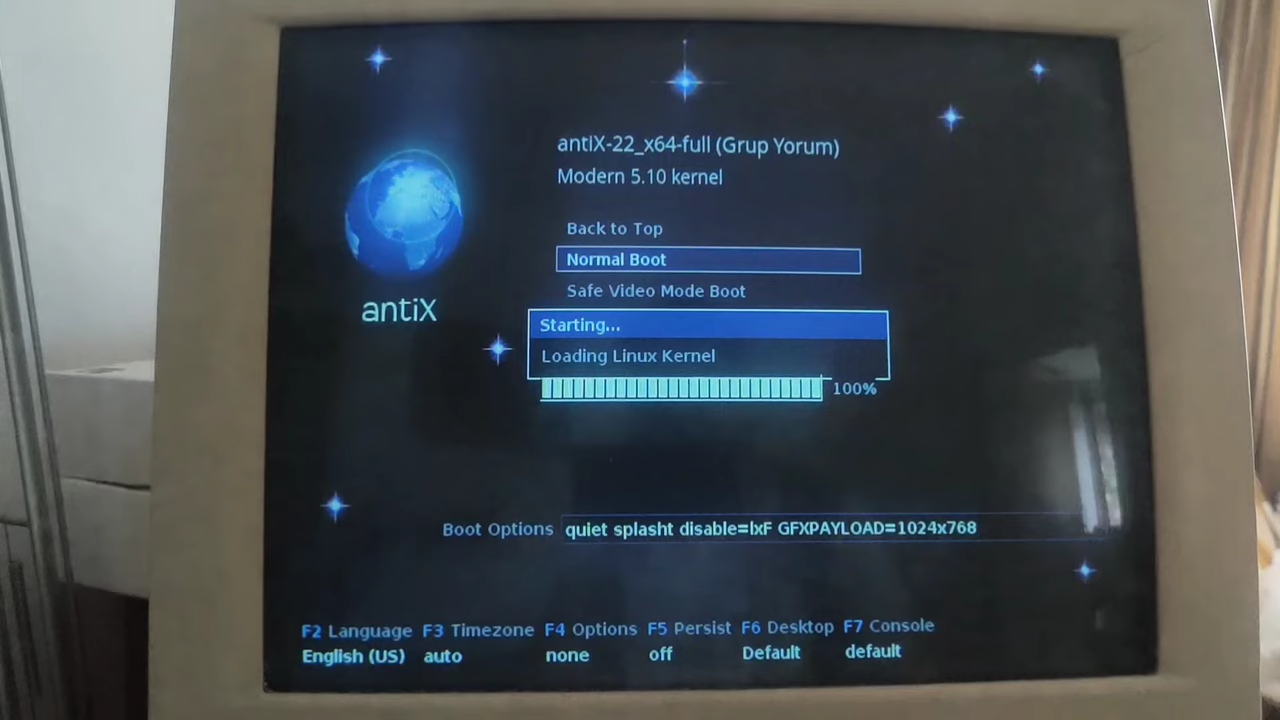 antiX-22_x64-full (Grup Yorum)
Modern 5.10 kernel
Back to Top
Normal Boot
Safe Video Mode Boot
antiX
Starting...
Loading Linux Kernel
100%
Boot Options quiet splasht disable=lxF GFXPAYLOAD=1024x768
F2 Language F3 Timezone F4 Options F5 Persist F6 Desktop F7 Console
English (US) auto none off Default default